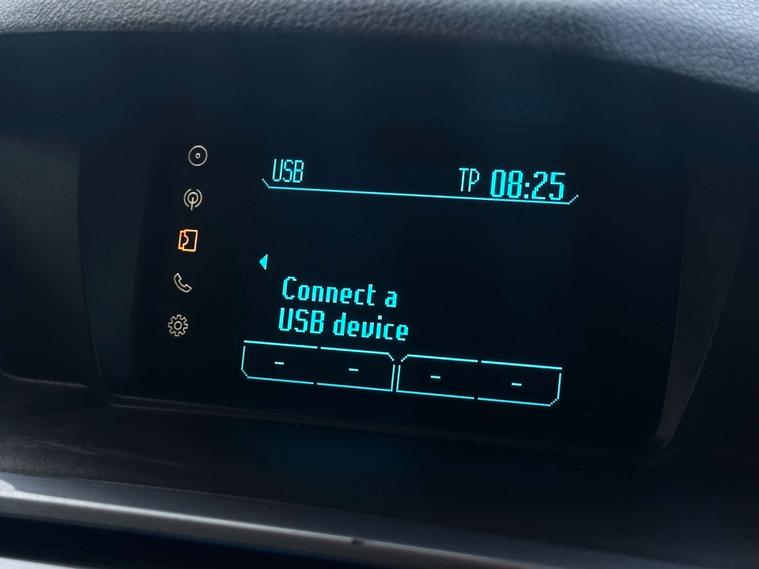 USB
TP 08:25
Connect a
USB device
- - - -